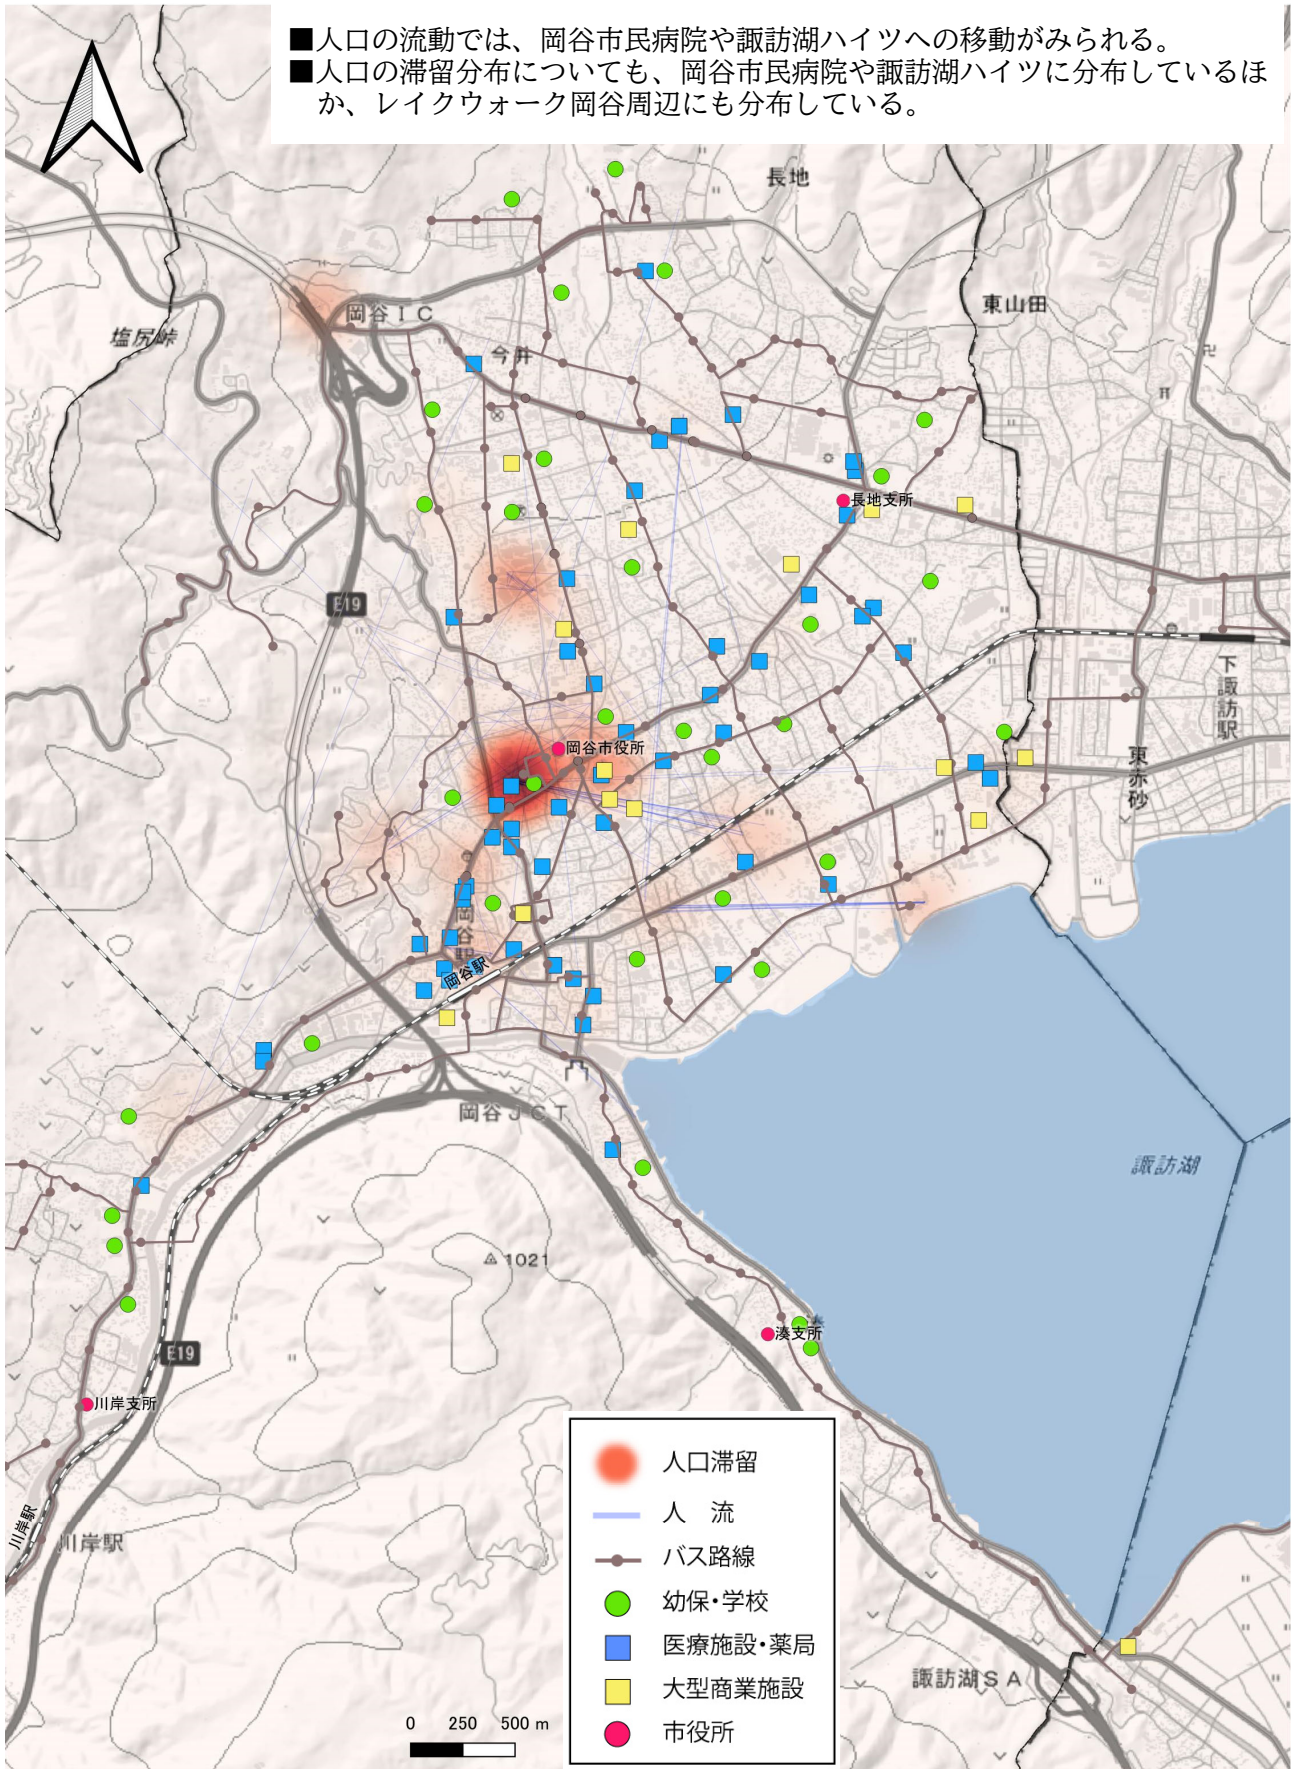 ■人口の流動では、岡谷市民病院や諏訪湖ハイツへの移動がみられる。
■人口の滞留分布についても、岡谷市民病院や諏訪湖ハイツに分布しているほ
か、レイクウォーク岡谷周辺にも分布している。
長地
東山田
岡谷IC
塩尻峠
今井
長地支所
E19
下諏訪駅
岡谷市役所
東赤砂
岡谷駅
岡谷駅
岡谷JCT
諏訪湖
1021
湊支所
E19
川岸支所
川岸駅
川岸駅
諏訪湖SA
人口滞留
人 流
バス路線
幼保・学校
医療施設・薬局
大型商業施設
市役所
0 250 500 m